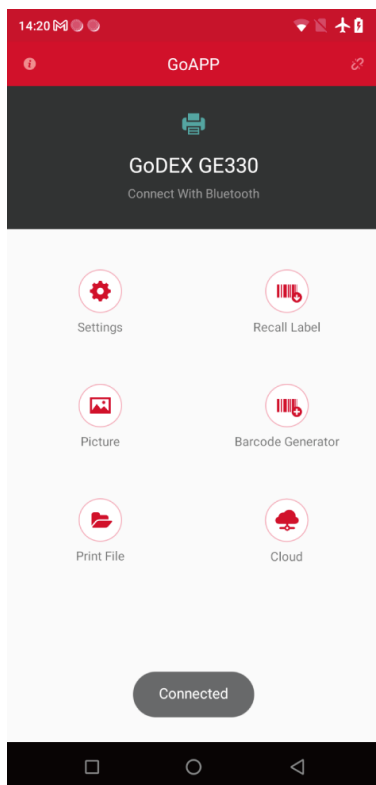 14:20
GoAPP
GoDEX GE330
Connect With Bluetooth
Settings
Recall Label
Picture
Barcode Generator
Print File
Cloud
Connected